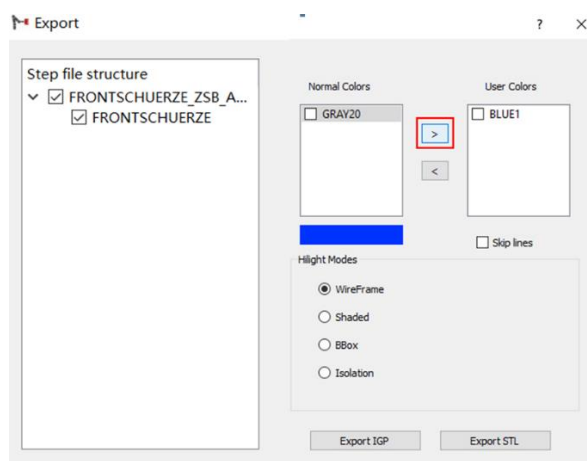 Export
?
Step file structure
FRONTSCHUERZE_ZSB_A...
FRONTSCHUERZE
Normal Colors
User Colors
GRAY20
BLUE1
>
<
Skip lines
Hilight Modes
WireFrame
Shaded
BBox
Isolation
Export IGP
Export STL